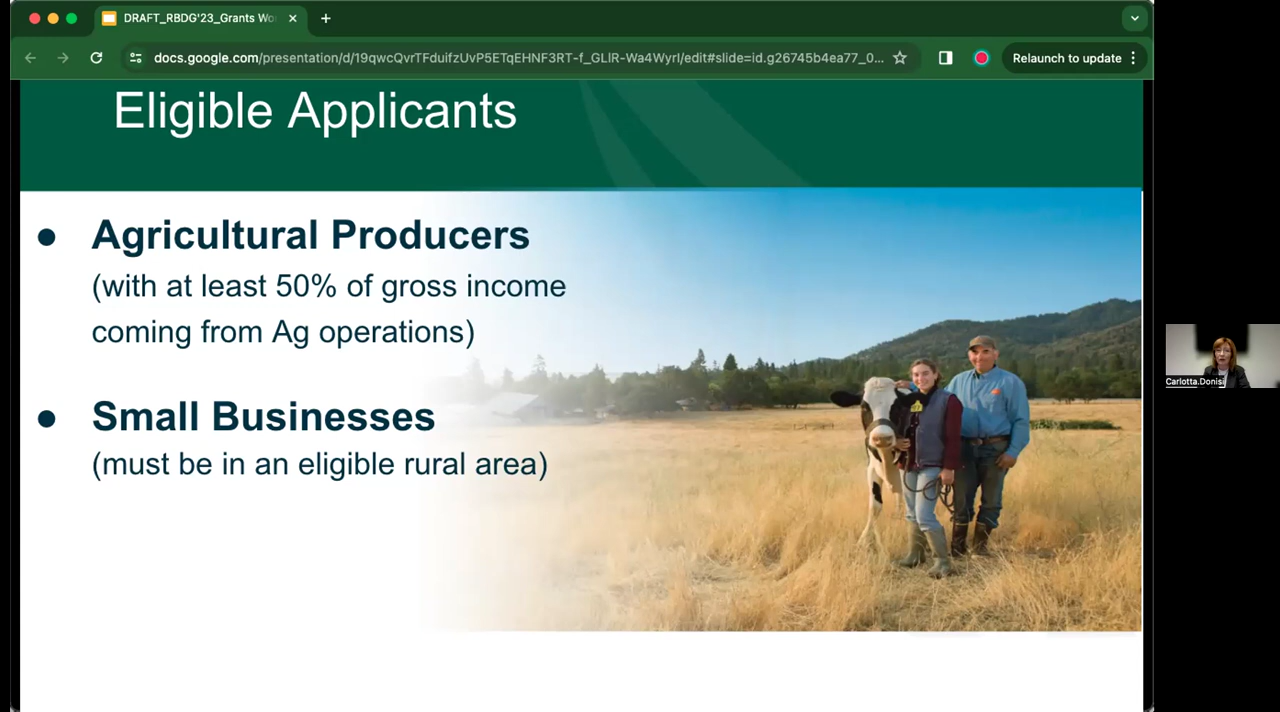 DRAFT_RBDG'23_Grants Wo
docs.google.com/presentation/d/19qwcQvrTFduifzUvP5ETqEHNF3RT-f_GLlR-Wa4WyrI/edit#slide=id.g26745b4ea77_0...
Relaunch to update
Eligible Applicants
● Agricultural Producers
(with at least 50% of gross income
coming from Ag operations)
● Small Businesses
(must be in an eligible rural area)
Carlotta.Donisi